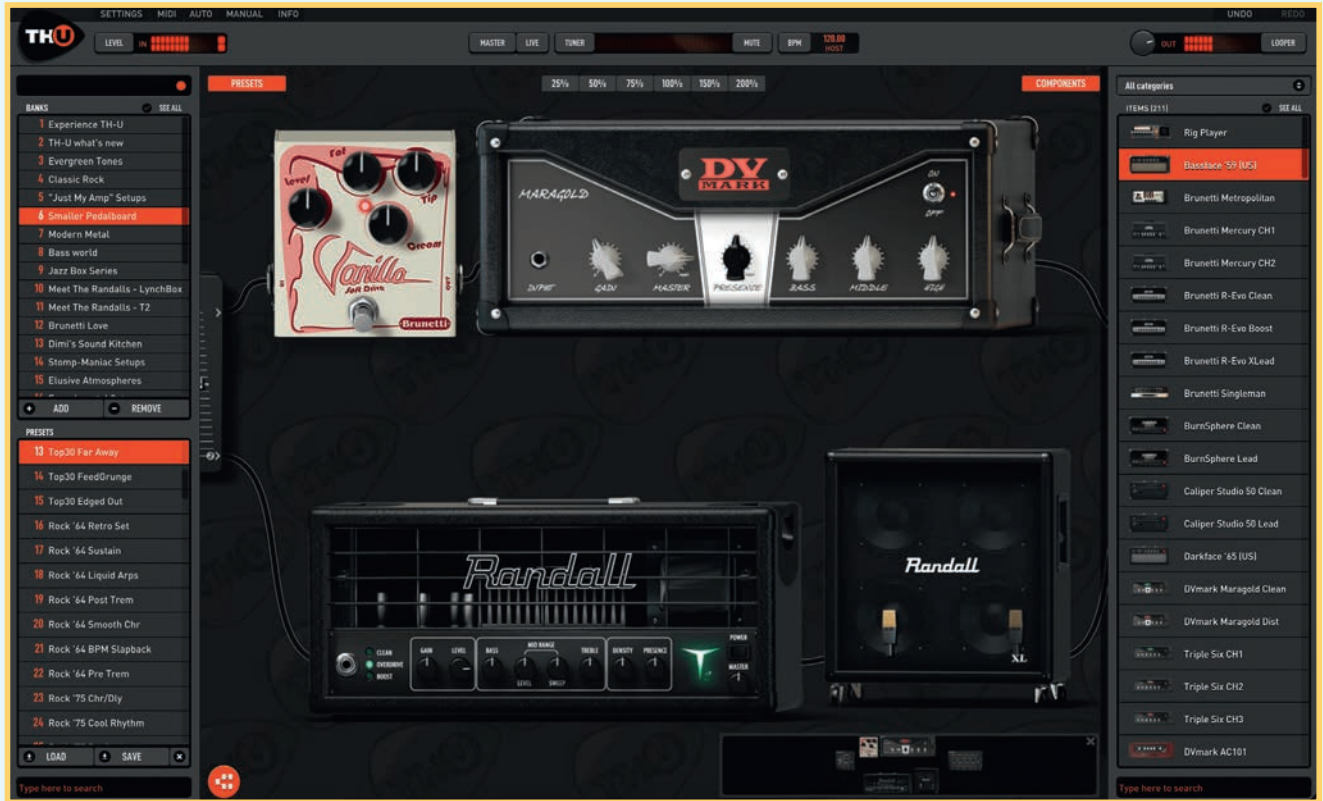 SETTINGS MIDI AUTO MANUAL INFO
UNDO REDO
TH-U
LEVEL IN
MASTER LIVE TUNER MUTE BPM 120.00 HOST
OUT LOOPER
PRESETS
25% 50% 75% 100% 150% 200%
COMPONENTS
BANKS SEE ALL
1 Experience TH-U
2 TH-U what's new
3 Evergreen Tones
4 Classic Rock
5 "Just My Amp" Setups
6 Smaller Pedalboard
7 Modern Metal
8 Bass world
9 Jazz Box Series
10 Meet The Randalls - LynchBox
11 Meet The Randalls - T2
12 Brunetti Love
13 Dimi's Sound Kitchen
14 Stomp-Maniac Setups
15 Elusive Atmospheres
ADD REMOVE
PRESETS
13 Top30 Far Away
14 Top30 FeedGrunge
15 Top30 Edged Out
16 Rock '64 Retro Set
17 Rock '64 Sustain
18 Rock '64 Liquid Arps
19 Rock '64 Post Trem
20 Rock '64 Smooth Chr
21 Rock '64 BPM Slapback
22 Rock '64 Pre Trem
23 Rock '75 Chr/Dly
24 Rock '75 Cool Rhythm
LOAD SAVE
Type here to search
Level Fat Tip Cream
IN OUT
Vanilla
Soft Drive
Brunetti
DV
MARK
MARAGOLD
ON
OFF
INPUT GAIN MASTER PRESENCE BASS MIDDLE HIGH
Randall
CLEAN
OVERDRIVE
BOOST
GAIN LEVEL BASS MID RANGE TREBLE DENSITY PRESENCE
LEVEL SWEEP
POWER
MASTER
Randall
XL
All categories
ITEMS (211) SEE ALL
Rig Player
Bassface '59 (US)
Brunetti Metropolitan
Brunetti Mercury CH1
Brunetti Mercury CH2
Brunetti R-Evo Clean
Brunetti R-Evo Boost
Brunetti R-Evo XLead
Brunetti Singleman
BurnSphere Clean
BurnSphere Lead
Caliper Studio 50 Clean
Caliper Studio 50 Lead
Darkface '65 (US)
DVmark Maragold Clean
DVmark Maragold Dist
Triple Six CH1
Triple Six CH2
Triple Six CH3
DVmark AC101
Type here to search